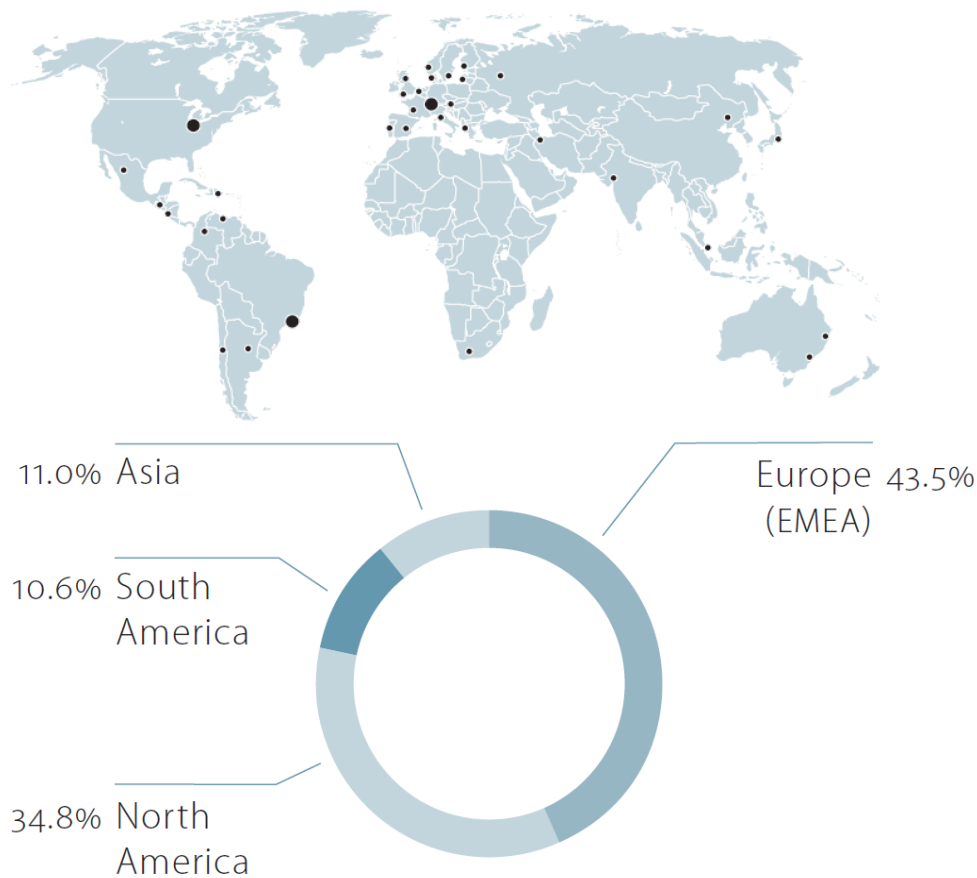 11.0% Asia
Europe 43.5%
(EMEA)
10.6% South
America
34.8% North
America